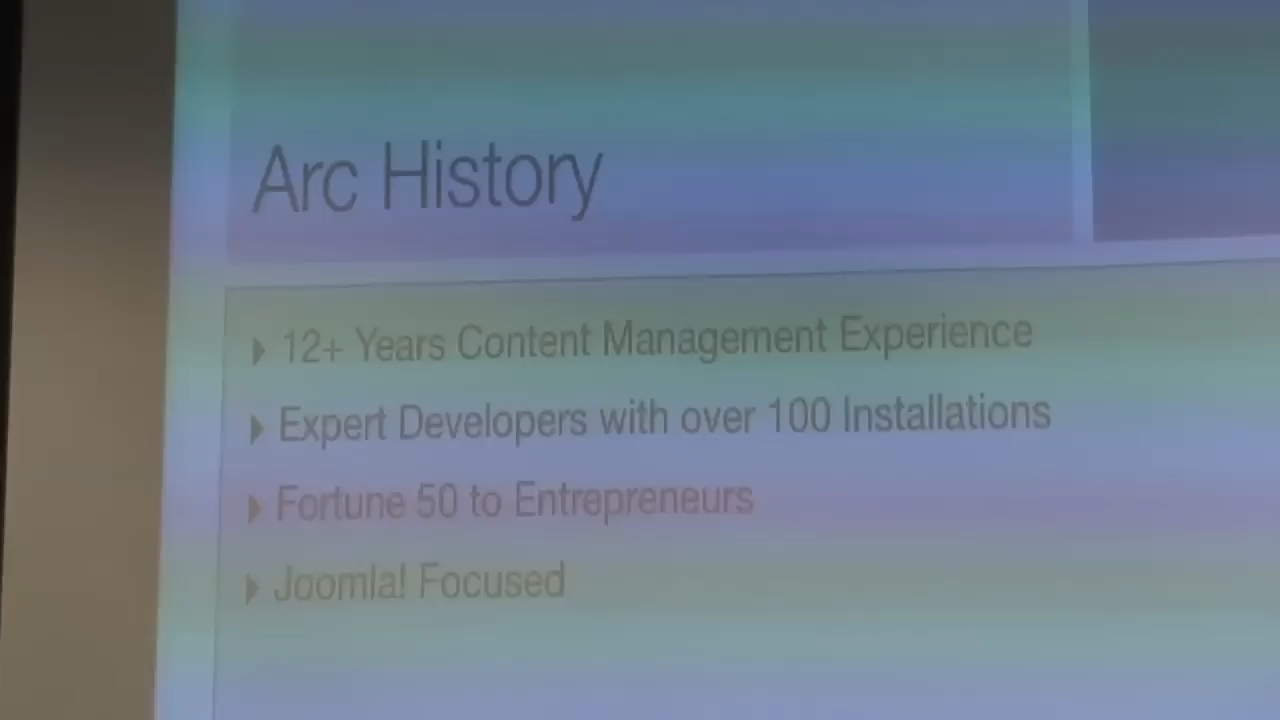 Arc History
12+ Years Content Management Experience
Expert Developers with over 100 Installations
Fortune 50 to Entrepreneurs
Joomla! Focused